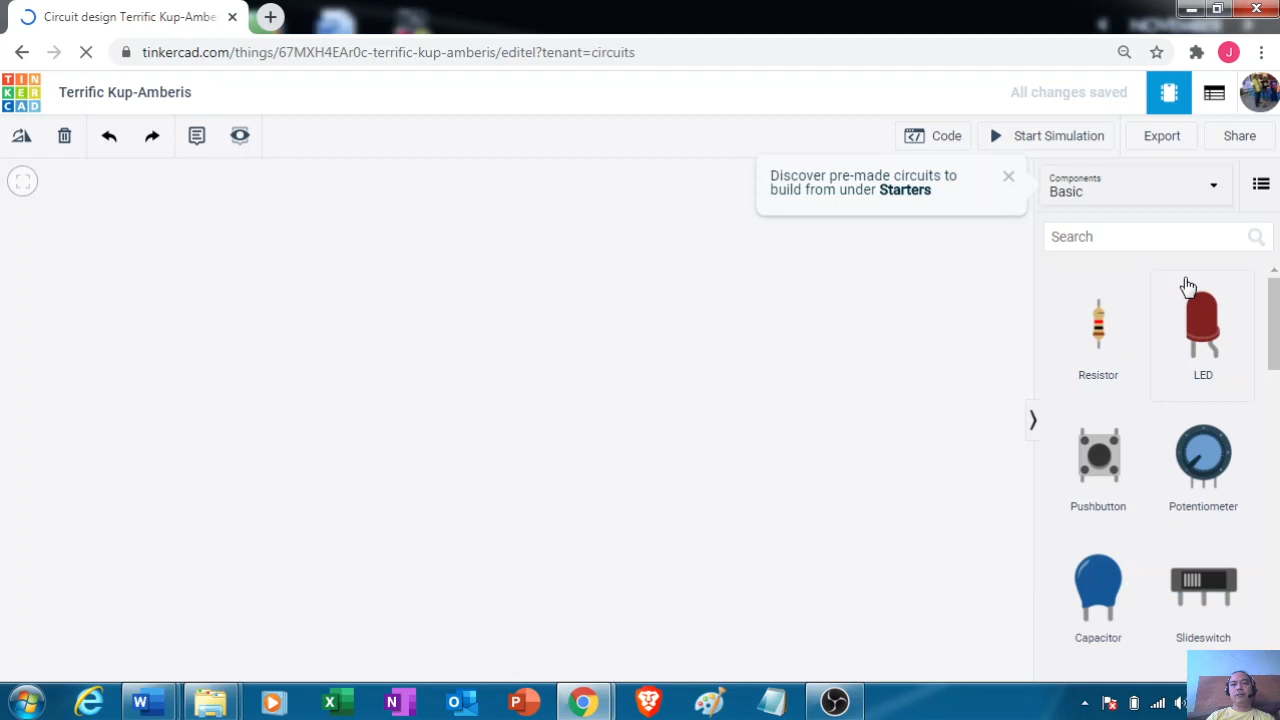 Circuit design Terrific Kup-Ambe
tinkercad.com/things/67MXH4EAr0c-terrific-kup-amberis/editel?tenant=circuits
J
TIN
KER
CAD
Terrific Kup-Amberis
All changes saved
Code
Start Simulation
Export
Share
Discover pre-made circuits to
build from under Starters
Components
Basic
Search
Resistor
LED
Pushbutton
Potentiometer
Capacitor
Slideswitch